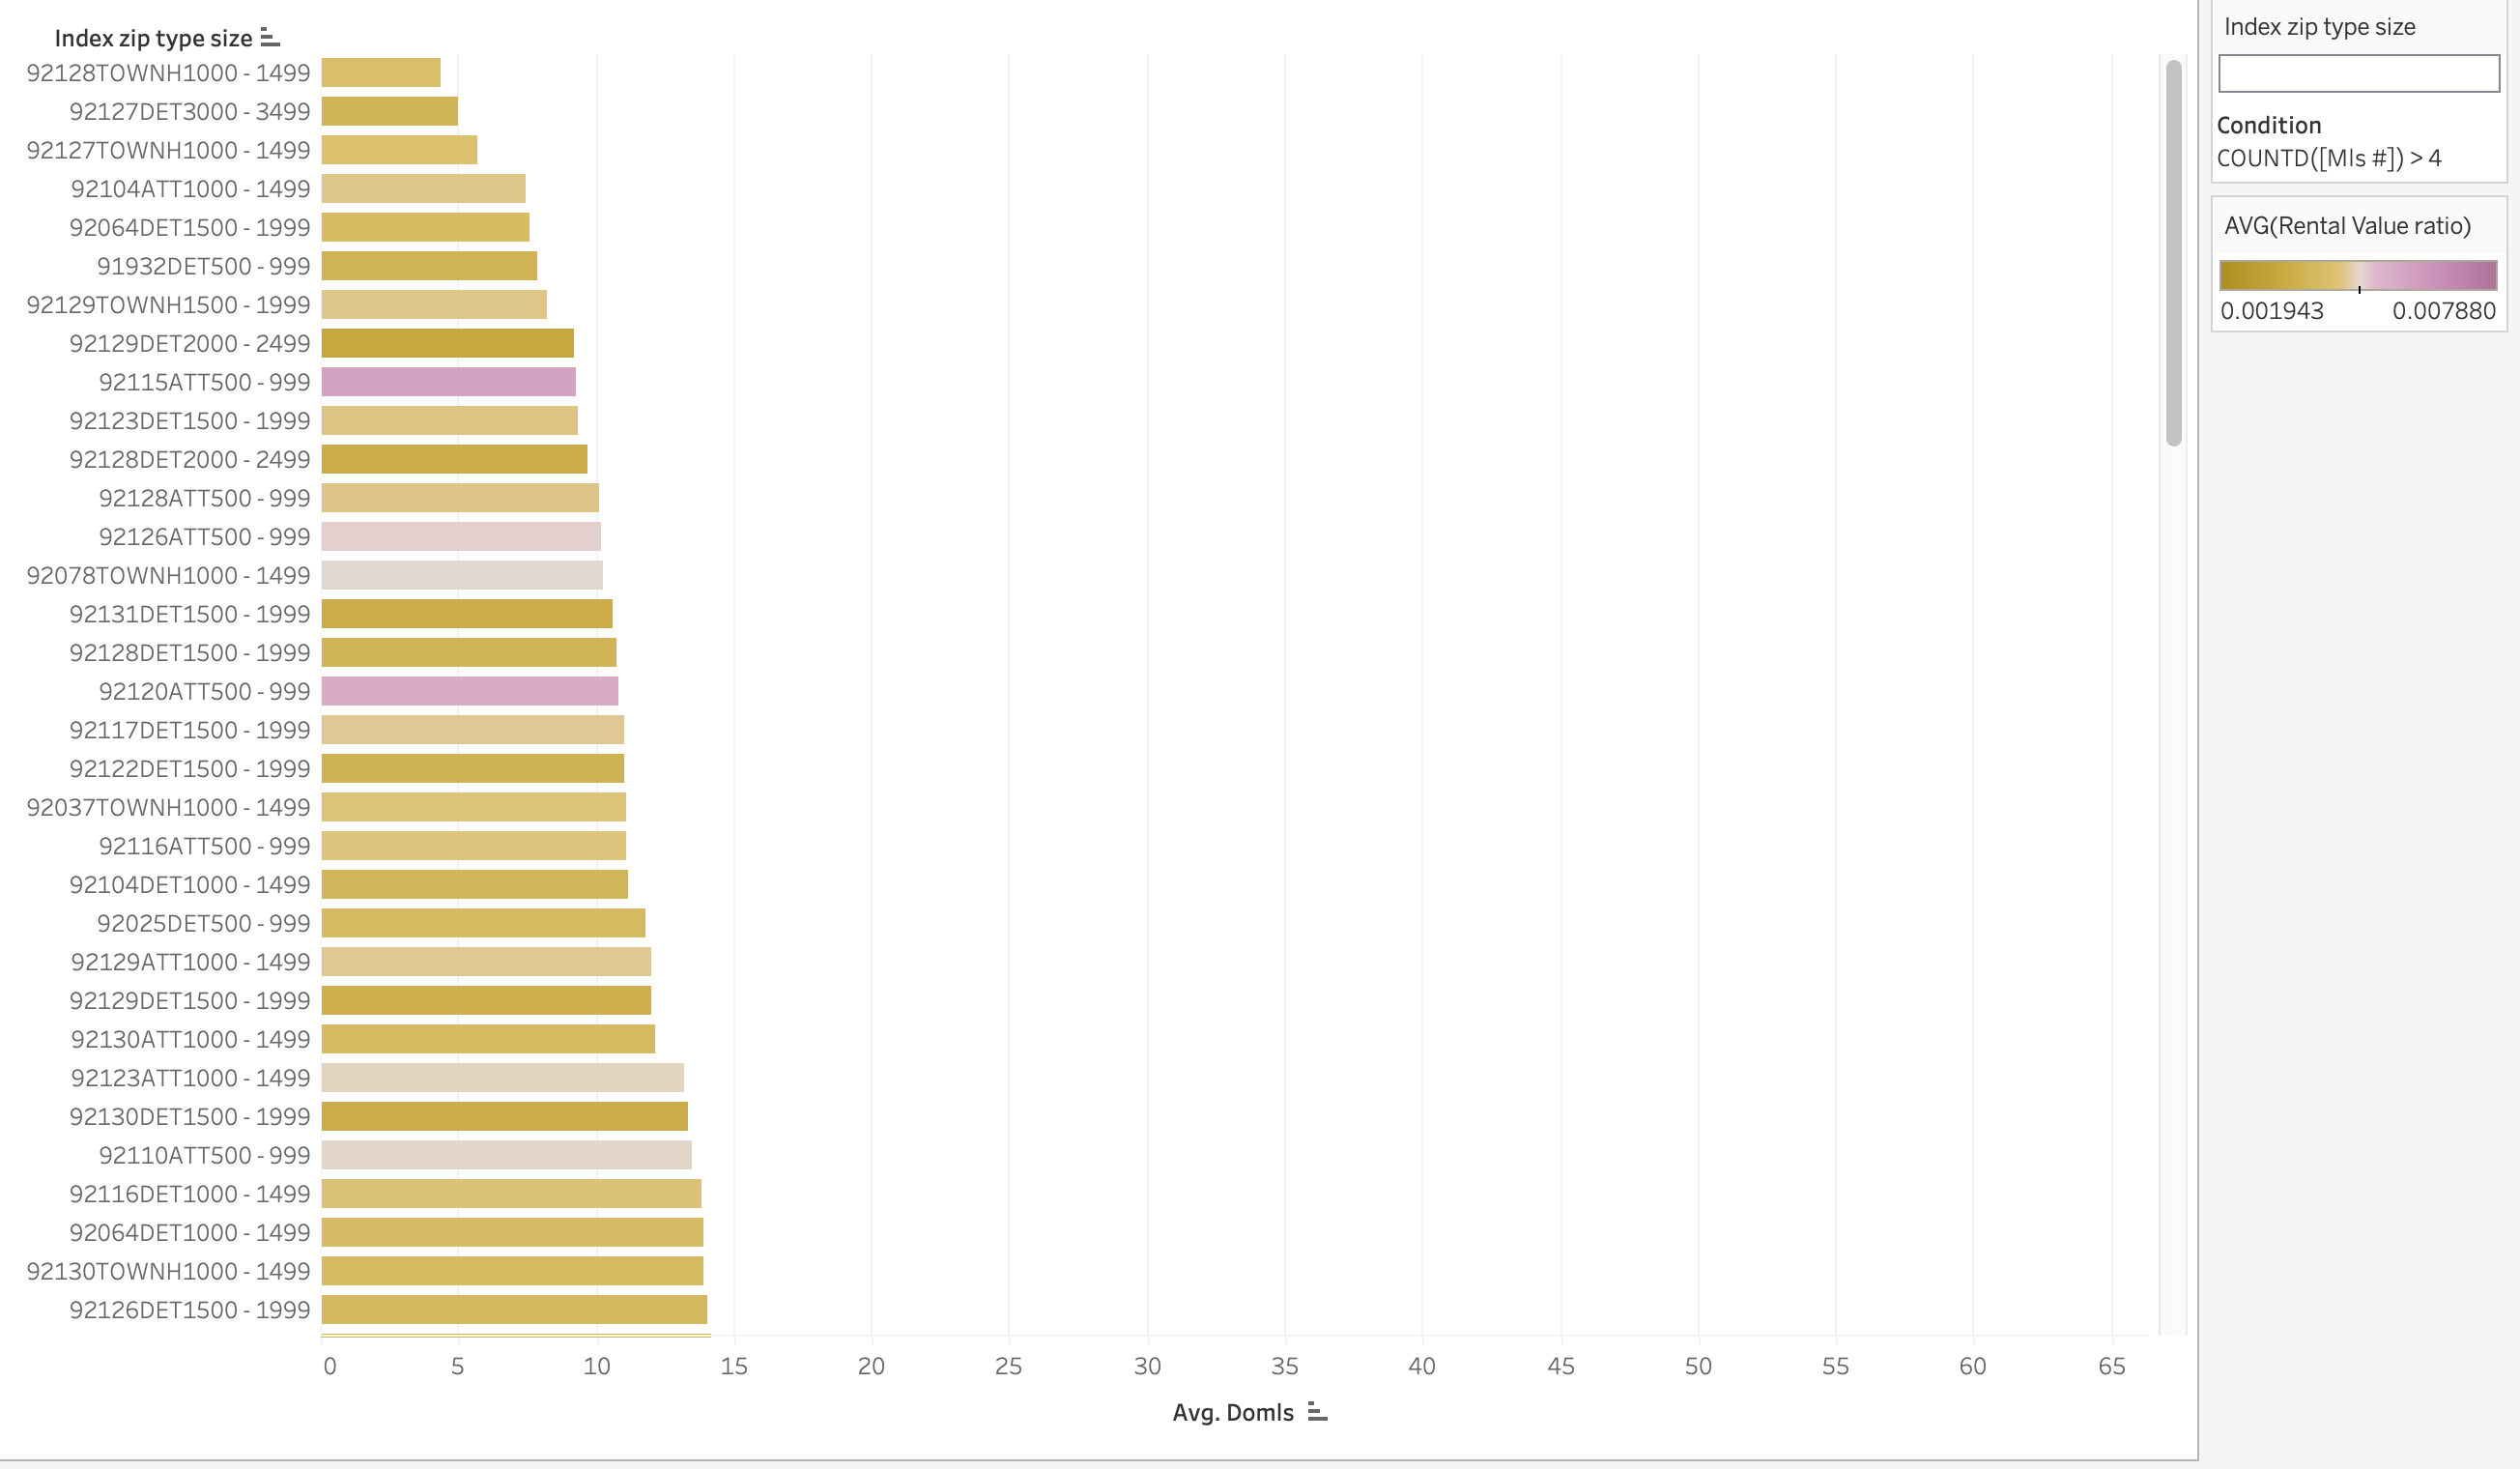 Index zip type size
92128TOWNH1000 - 1499
92127DET3000 - 3499
92127TOWNH1000 - 1499
92104ATT1000 - 1499
92064DET1500 - 1999
91932DET500 - 999
92129TOWNH1500 - 1999
92129DET2000 - 2499
92115ATT500 - 999
92123DET1500 - 1999
92128DET2000 - 2499
92128ATT500 - 999
92126ATT500 - 999
92078TOWNH1000 - 1499
92131DET1500 - 1999
92128DET1500 - 1999
92120ATT500 - 999
92117DET1500 - 1999
92122DET1500 - 1999
92037TOWNH1000 - 1499
92116ATT500 - 999
92104DET1000 - 1499
92025DET500 - 999
92129ATT1000 - 1499
92129DET1500 - 1999
92130ATT1000 - 1499
92123ATT1000 - 1499
92130DET1500 - 1999
92110ATT500 - 999
92116DET1000 - 1499
92064DET1000 - 1499
92130TOWNH1000 - 1499
92126DET1500 - 1999
0 5 10 15 20 25 30 35 40 45 50 55 60 65
Avg. Domls
Index zip type size
Condition
COUNTD([Mls #]) > 4
AVG(Rental Value ratio)
0.001943 0.007880